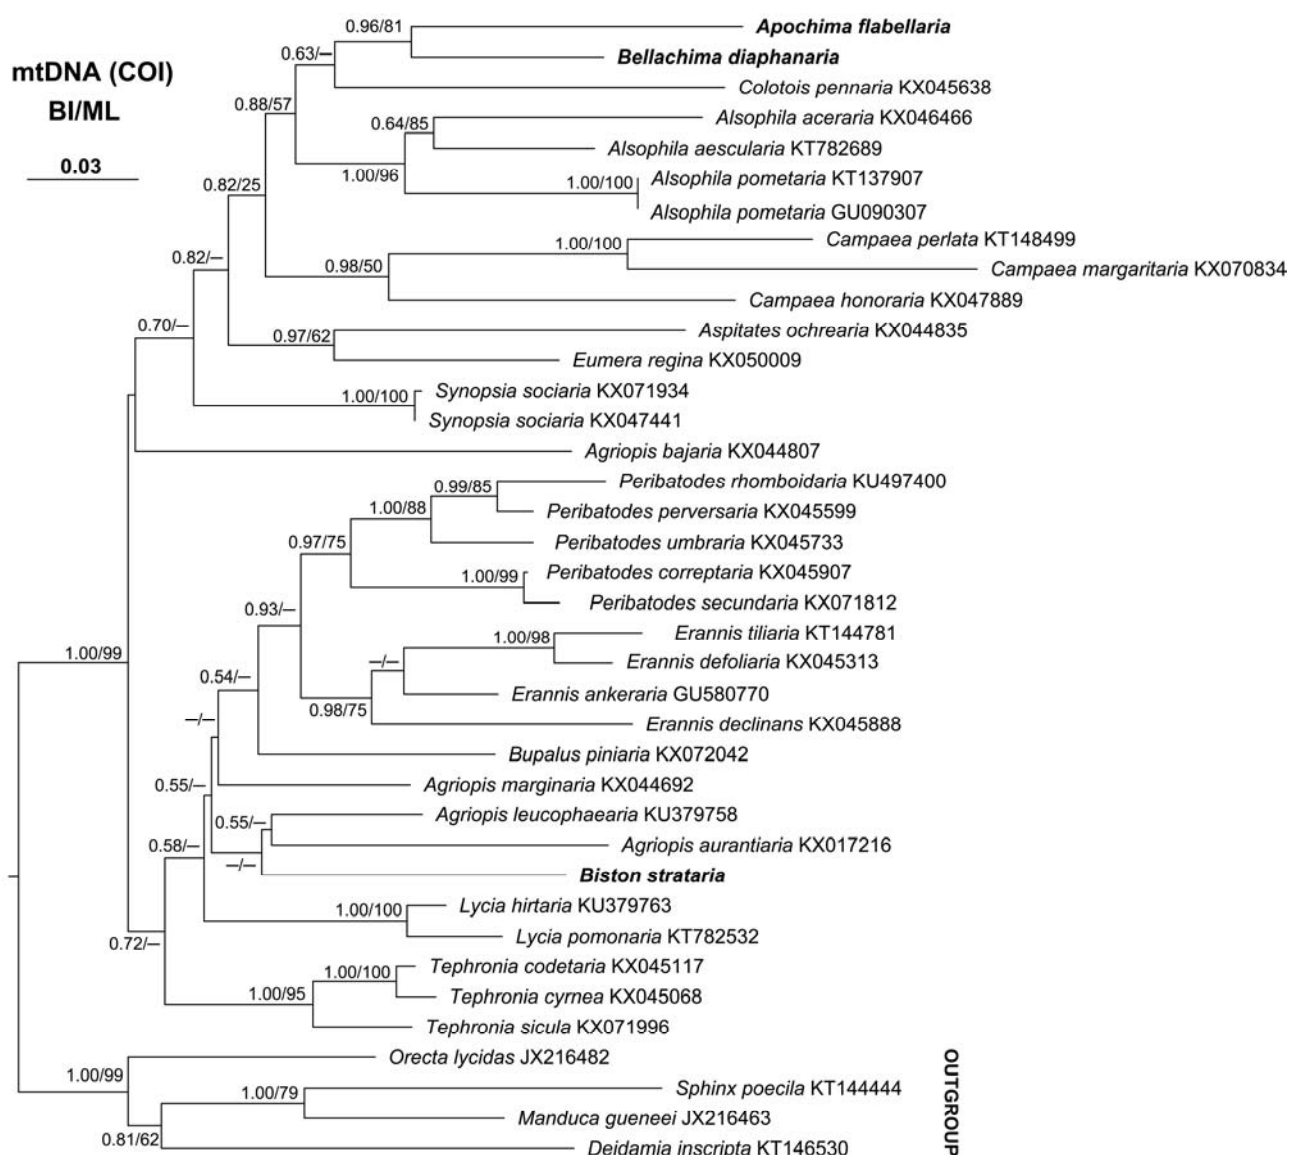 mtDNA (COI)
BI/ML
0.03
0.96/81
Apochima flabellaria
0.63/–
Bellachima diaphanaria
Colotois pennaria KX045638
0.88/57
Alsophila aceraria KX046466
0.64/85
Alsophila aescularia KT782689
1.00/96
Alsophila pometaria KT137907
1.00/100
Alsophila pometaria GU090307
0.82/25
Campaea perlata KT148499
1.00/100
Campaea margaritaria KX070834
0.98/50
Campaea honoraria KX047889
0.82/–
Aspitates ochrearia KX044835
0.97/62
Eumera regina KX050009
0.70/–
Synopsia sociaria KX071934
1.00/100
Synopsia sociaria KX047441
Agriopis bajaria KX044807
Peribatodes rhomboidaria KU497400
0.99/85
Peribatodes perversaria KX045599
1.00/88
Peribatodes umbraria KX045733
0.97/75
Peribatodes correptaria KX045907
1.00/99
Peribatodes secundaria KX071812
0.93/–
Erannis tiliaria KT144781
1.00/98
Erannis defoliaria KX045313
–/–
Erannis ankeraria GU580770
0.98/75
Erannis declinans KX045888
1.00/99
0.54/–
Bupalus piniaria KX072042
–/–
Agriopis marginaria KX044692
0.55/–
Agriopis leucophaearia KU379758
0.55/–
Agriopis aurantiaria KX017216
0.58/–
–/–
Biston strataria
Lycia hirtaria KU379763
1.00/100
Lycia pomonaria KT782532
0.72/–
Tephronia codetaria KX045117
1.00/100
Tephronia cyrnea KX045068
1.00/95
Tephronia sicula KX071996
Orecta lycidas JX216482
1.00/99
Sphinx poecila KT144444
1.00/79
Manduca gueneei JX216463
0.81/62
Deidamia inscripta KT146530
OUTGROUP